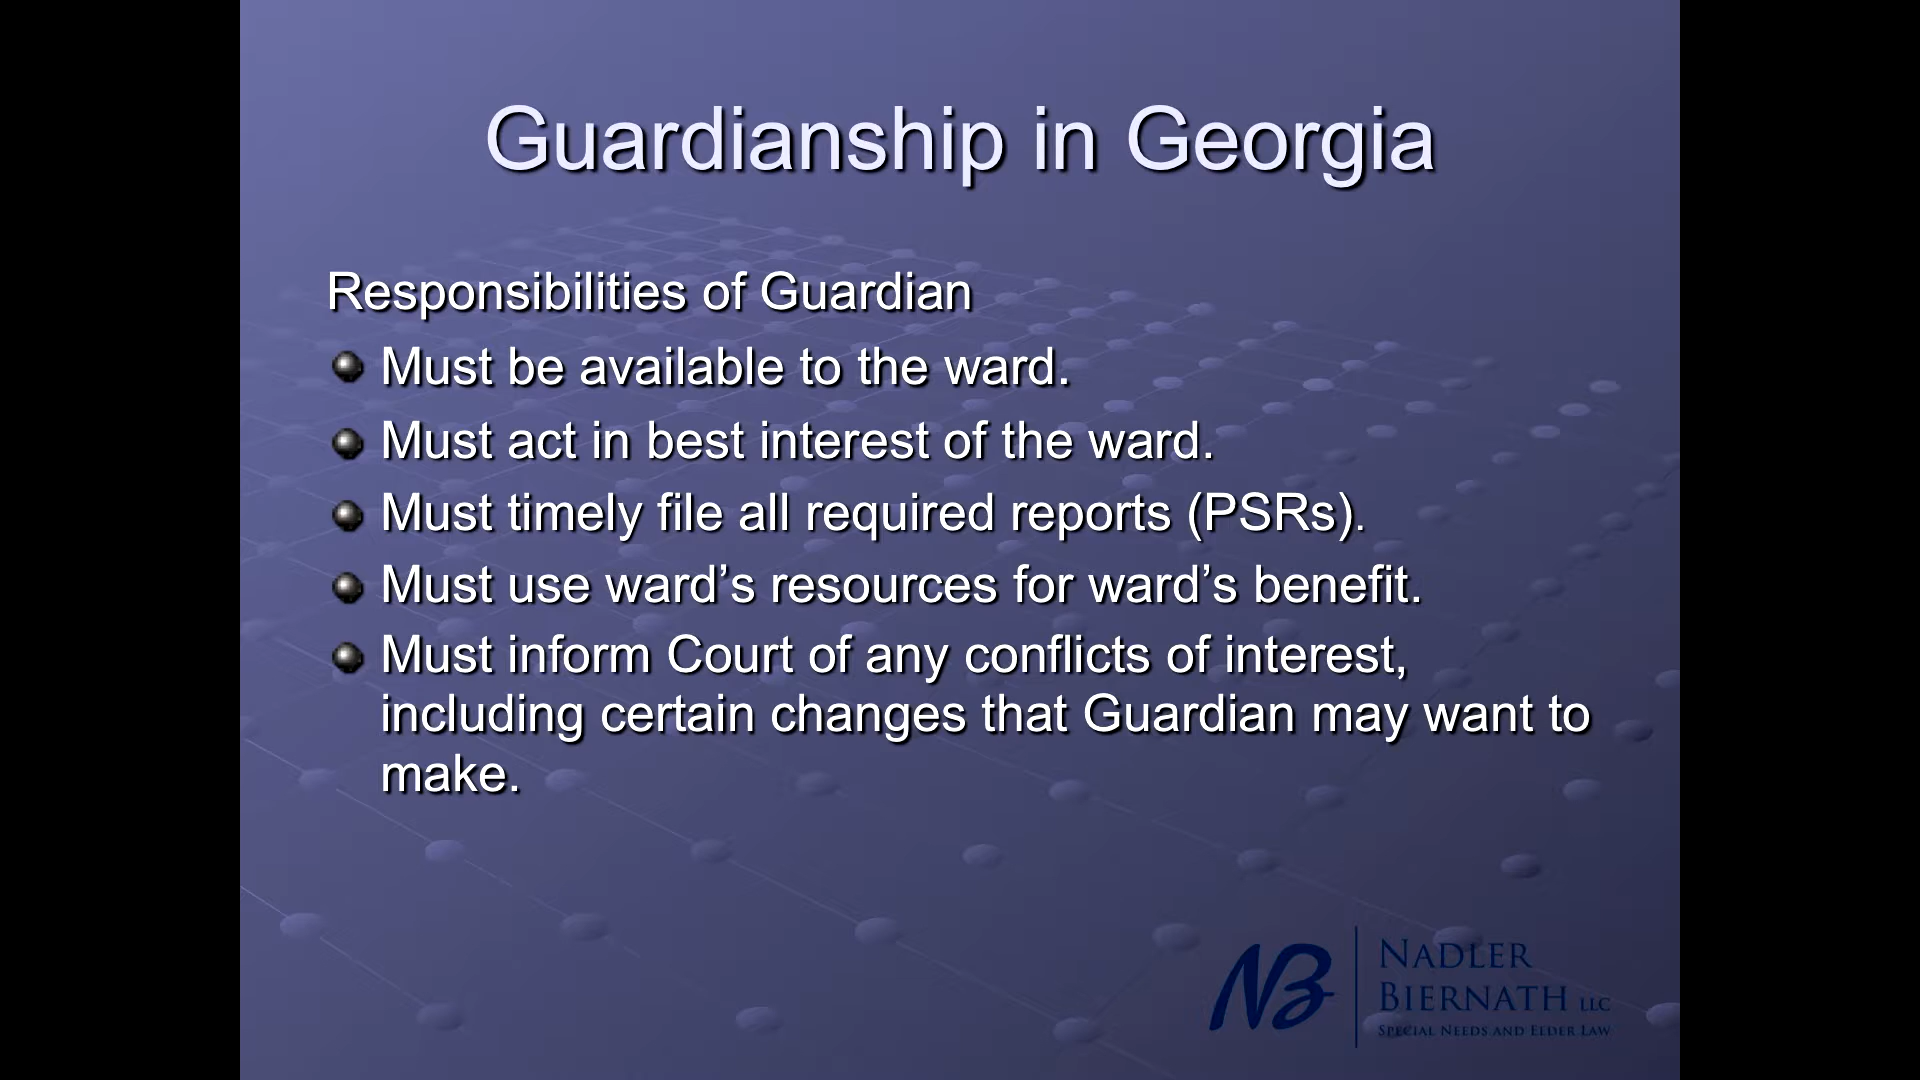 Guardianship in Georgia
Responsibilities of Guardian
Must be available to the ward.
Must act in best interest of the ward.
Must timely file all required reports (PSRs).
Must use ward’s resources for ward’s benefit.
Must inform Court of any conflicts of interest,
including certain changes that Guardian may want to
make.
NB
NADLER
BIERNATH LLC
SPECIAL NEEDS AND ELDER LAW